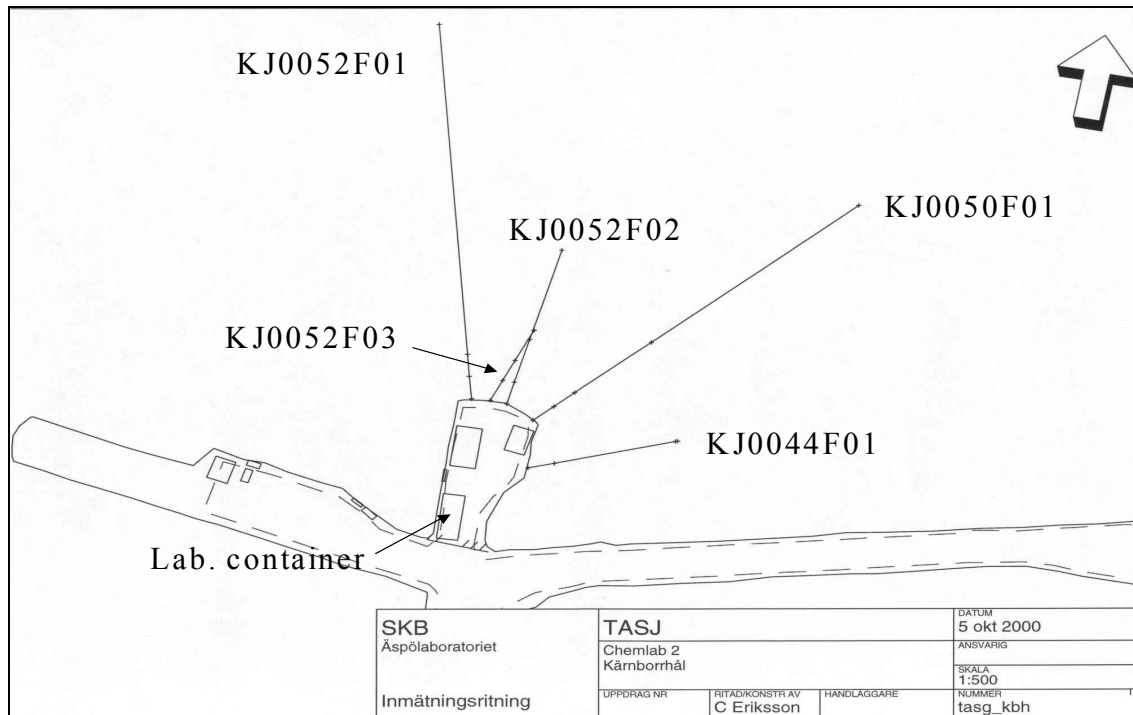 KJ0052F01
KJ0050F01
KJ0052F02
KJ0052F03
KJ0044F01
Lab. container
SKB
Äspölaboratoriet
Inmätningsritning
TASJ
Chemlab 2
Kärnborrhål
DATUM
5 okt 2000
ANSVARIG
SKALA
1:500
UPPDRAG NR
RITAD/KONSTR AV
C Eriksson
HANDLÄGGARE
NUMMER
tasg_kbh